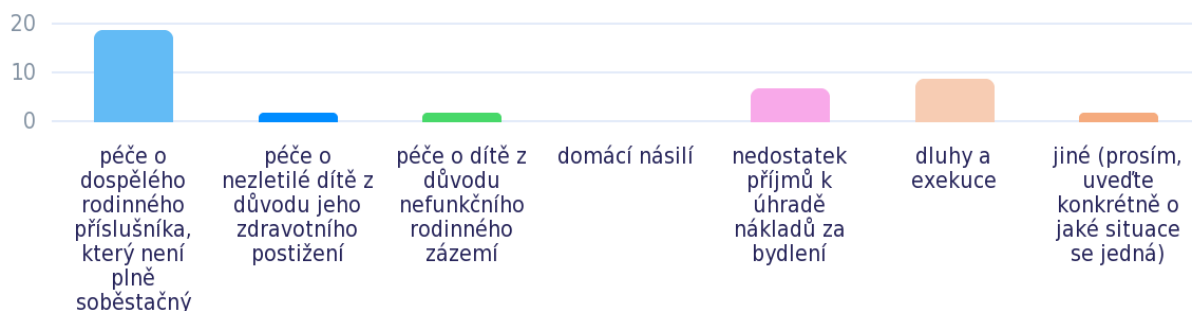 20
10
0
péče o
dospělého
rodinného
příslušníka,
který není
plně
soběstačný
péče o
nezletilé dítě z
důvodu jeho
zdravotního
postižení
péče o dítě z
důvodu
nefunkčního
rodinného
zázemí
domácí násilí
nedostatek
příjmů k
úhradě
nákladů za
bydlení
dluhy a
exekuce
jiné (prosím,
uveďte
konkrétně o
jaké situace
se jedná)